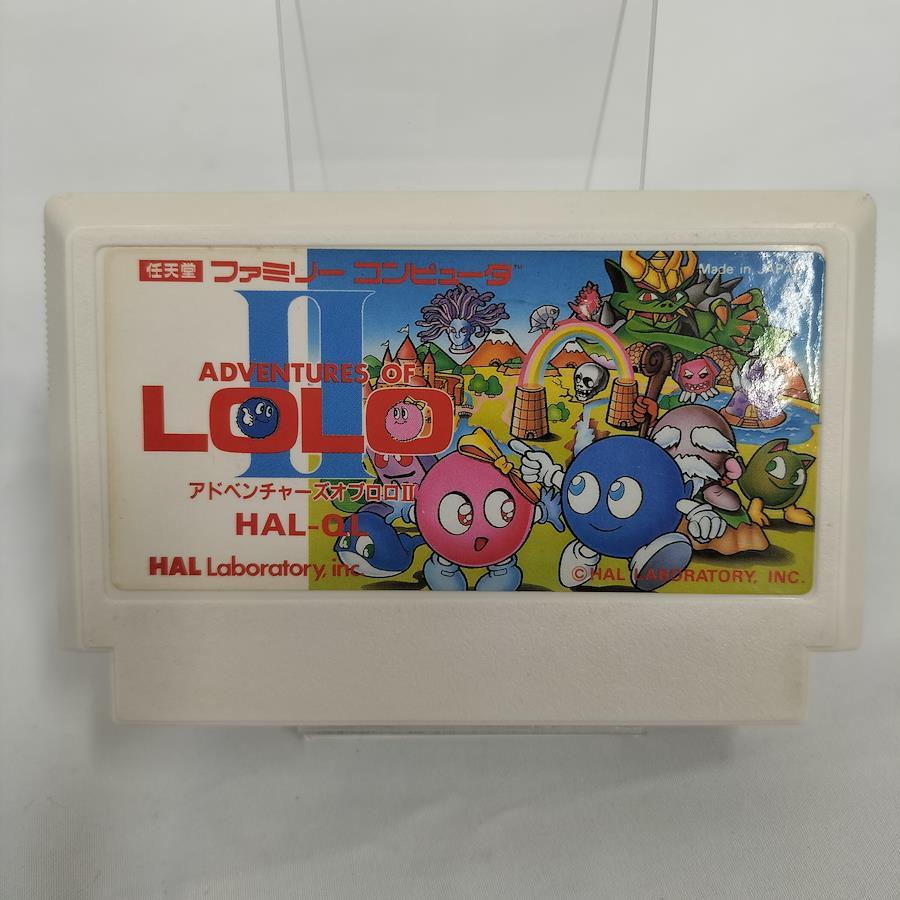 任天堂 ファミリー コンピュータ™
Made in JAPAN
II
ADVENTURES OF
LOLO
アドベンチャーズオブロロII
HAL-OL
HAL Laboratory, inc.
©HAL LABORATORY, INC.